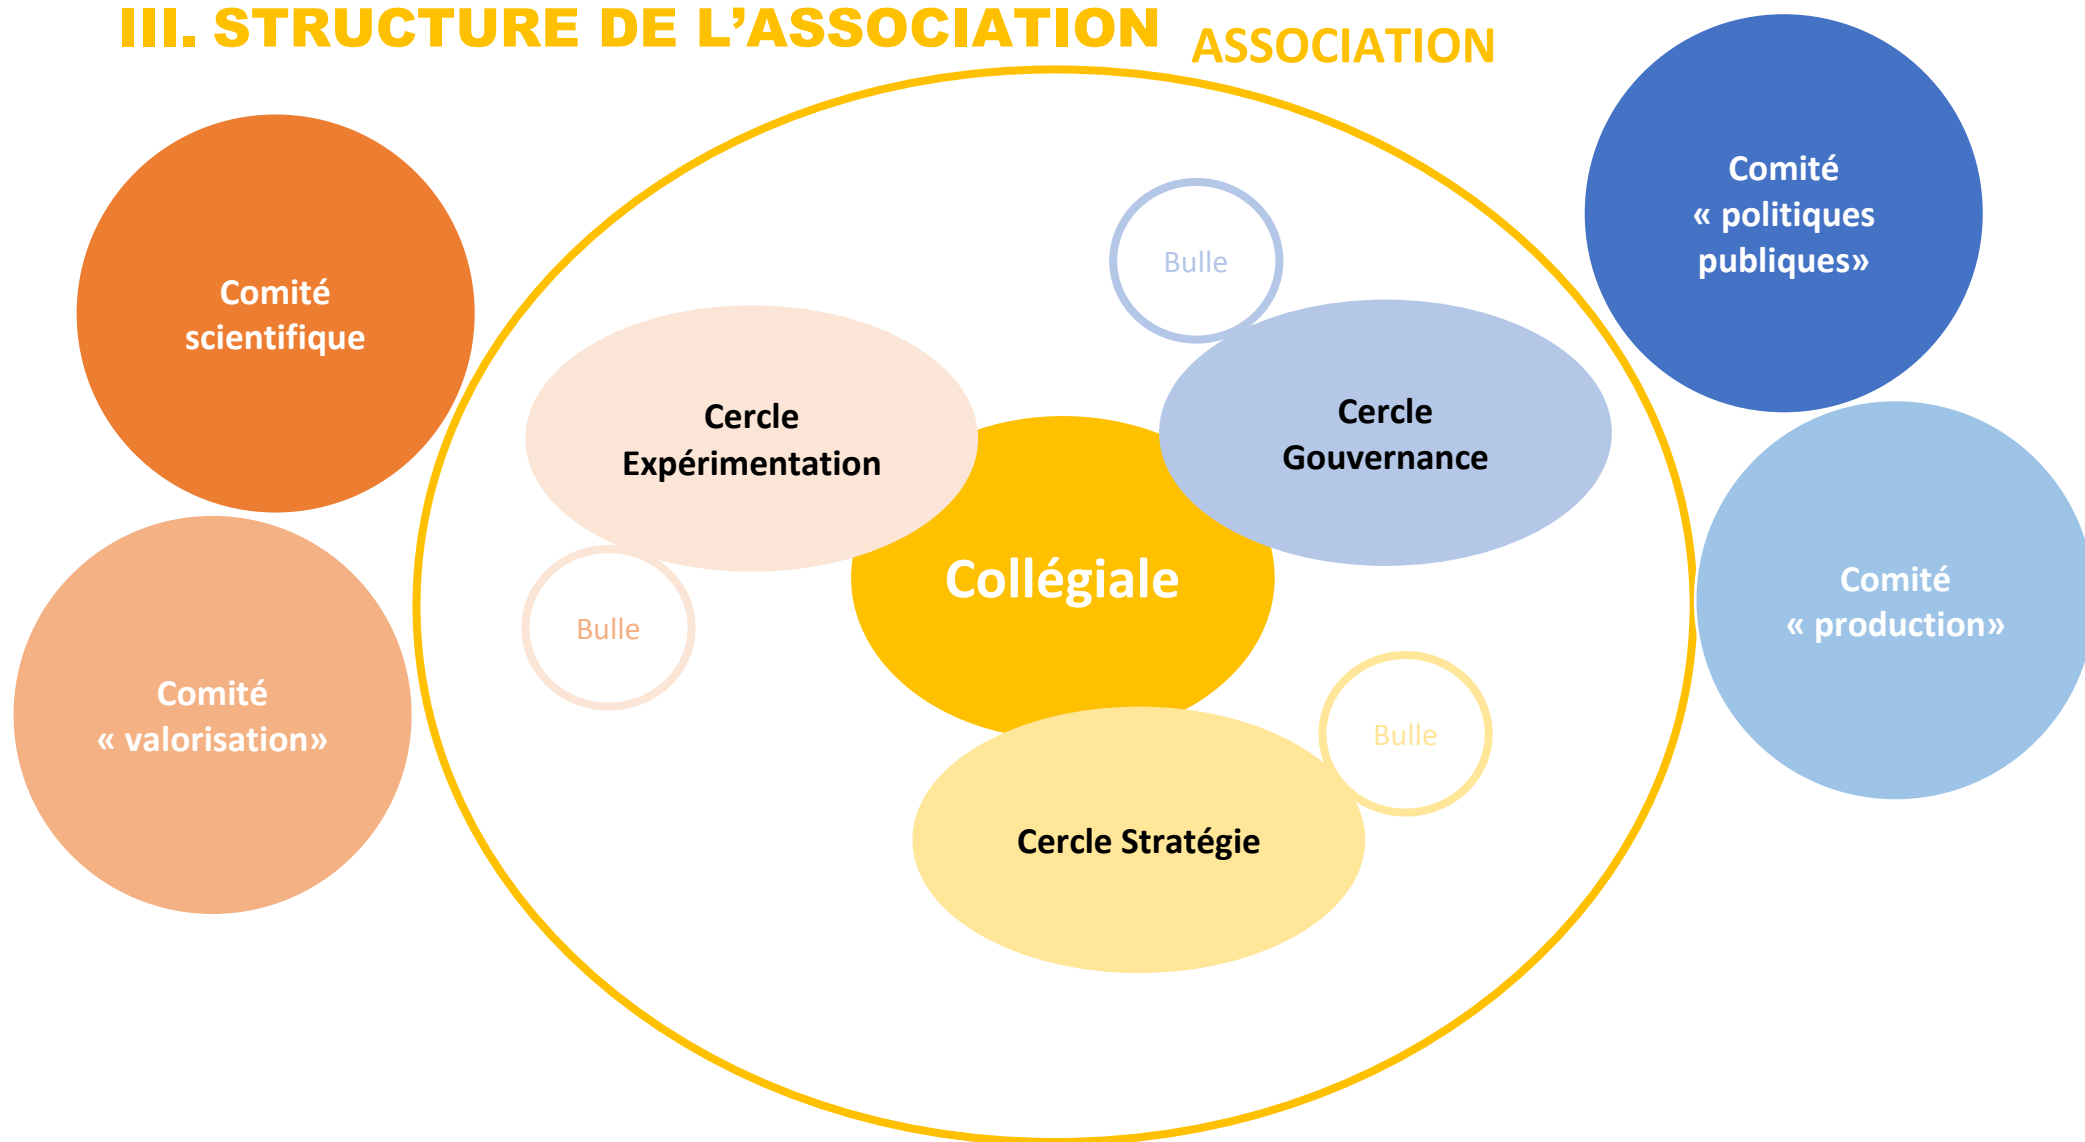 III. STRUCTURE DE L’ASSOCIATION
ASSOCIATION
Comité
scientifique
Comité
« valorisation»
Bulle
Cercle
Expérimentation
Cercle
Gouvernance
Collégiale
Bulle
Bulle
Cercle Stratégie
Comité
« politiques
publiques»
Comité
« production»